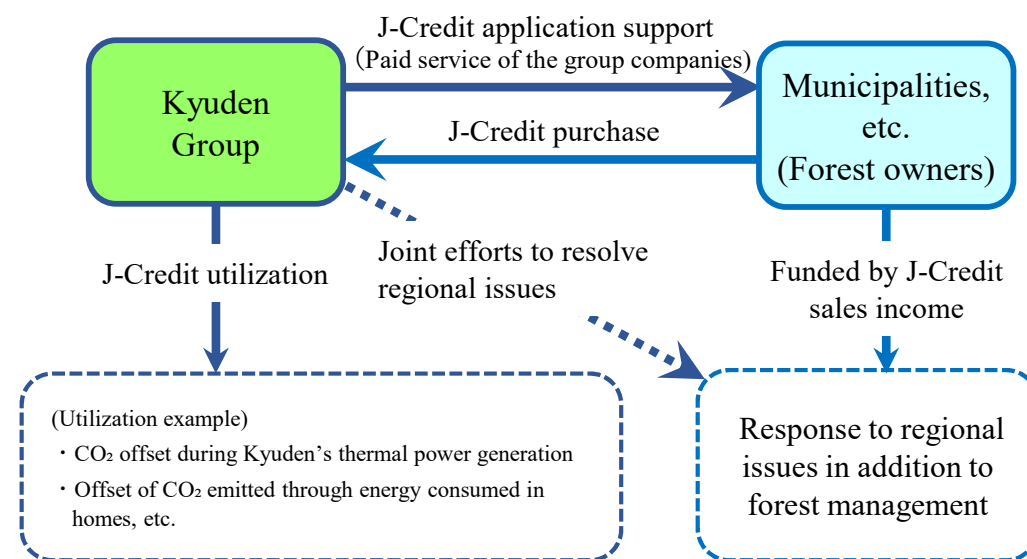 J-Credit application support
(Paid service of the group companies)
Kyuden
Group
Municipalities,
etc.
(Forest owners)
J-Credit purchase
J-Credit utilization
Joint efforts to resolve
regional issues
Funded by J-Credit
sales income
(Utilization example)
・CO₂ offset during Kyuden’s thermal power generation
・Offset of CO₂ emitted through energy consumed in
homes, etc.
Response to regional
issues in addition to
forest management